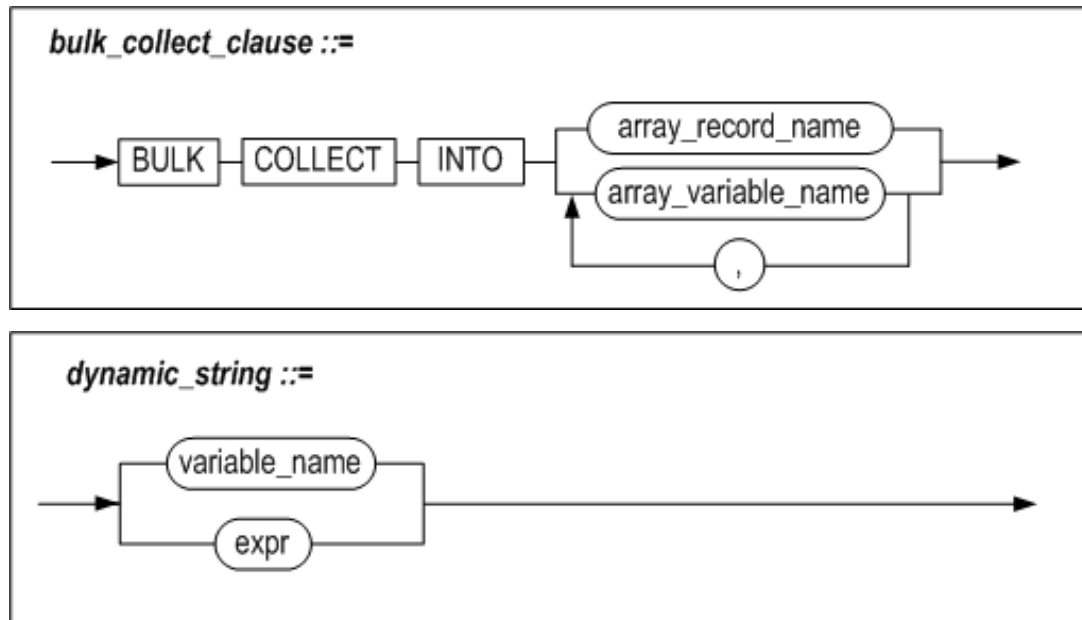 bulk_collect_clause ::=
array_record_name
BULK COLLECT INTO
array_variable_name
,
dynamic_string ::=
variable_name
expr